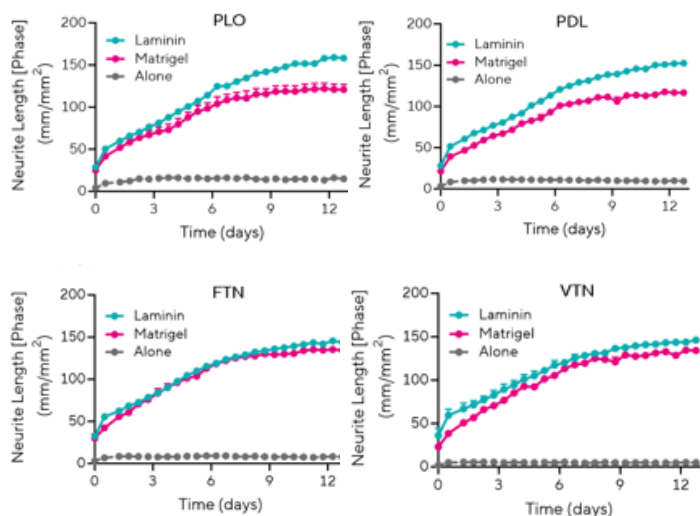 PLO
200
150
100
50
0
Neurite Length [Phase]
(mm/mm²)
Laminin
Matrigel
Alone
0 3 6 9 12
Time (days)
PDL
200
150
100
50
0
Neurite Length [Phase]
(mm/mm²)
Laminin
Matrigel
Alone
0 3 6 9 12
Time (days)
FTN
200
150
100
50
0
Neurite Length [Phase]
(mm/mm²)
Laminin
Matrigel
Alone
0 3 6 9 12
Time (days)
VTN
200
150
100
50
0
Neurite Length [Phase]
(mm/mm²)
Laminin
Matrigel
Alone
0 3 6 9 12
Time (days)